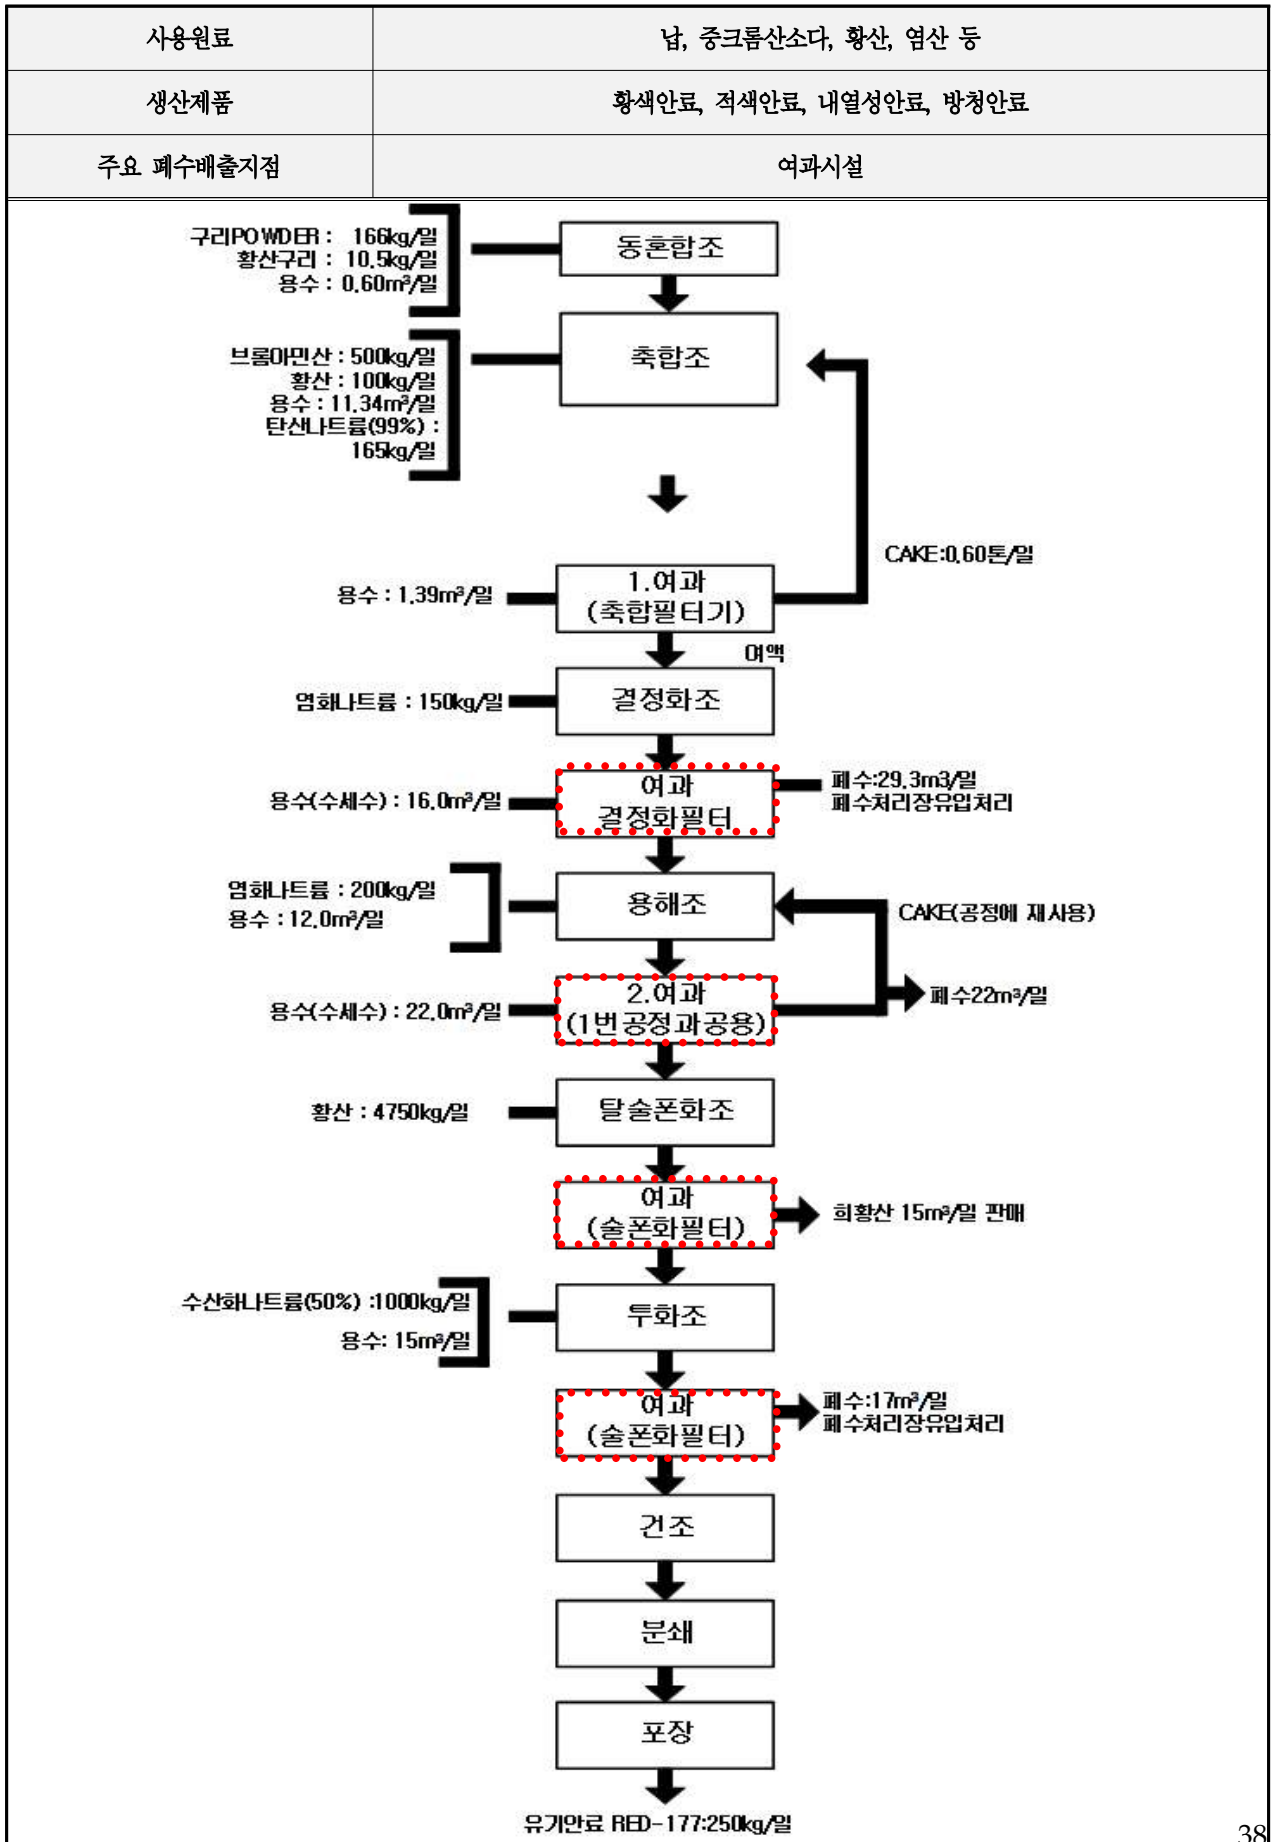 사용원료
납, 중크롬산소다, 황산, 염산 등
생산제품
황색안료, 적색안료, 내열성안료, 방청안료
주요 폐수배출지점
여과시설
구리POWDER : 166kg/일
황산구리 : 10.5kg/일
용수 : 0.60m³/일
동혼합조
브롬아민산 : 500kg/일
황산 : 100kg/일
용수 : 11.34m³/일
탄산나트륨(99%) :
165kg/일
축합조
CAKE:0.60톤/일
용수 : 1.39m³/일
1.여과
(축합필터기)
여액
염화나트륨 : 150kg/일
결정화조
용수(수세수) : 16.0m³/일
여과
결정화필터
폐수:29.3m3/일
폐수처리장유입처리
염화나트륨 : 200kg/일
용수 : 12.0m³/일
용해조
CAKE(공정에 재사용)
용수(수세수) : 22.0m³/일
2.여과
(1번공정과공용)
폐수22m³/일
황산 : 4750kg/일
탈술폰화조
여과
(술폰화필터)
희황산 15m³/일 판매
수산화나트륨(50%) :1000kg/일
용수: 15m³/일
투화조
여과
(술폰화필터)
폐수:17m³/일
폐수처리장유입처리
건조
분쇄
포장
유기안료 RED-177:250kg/일
38